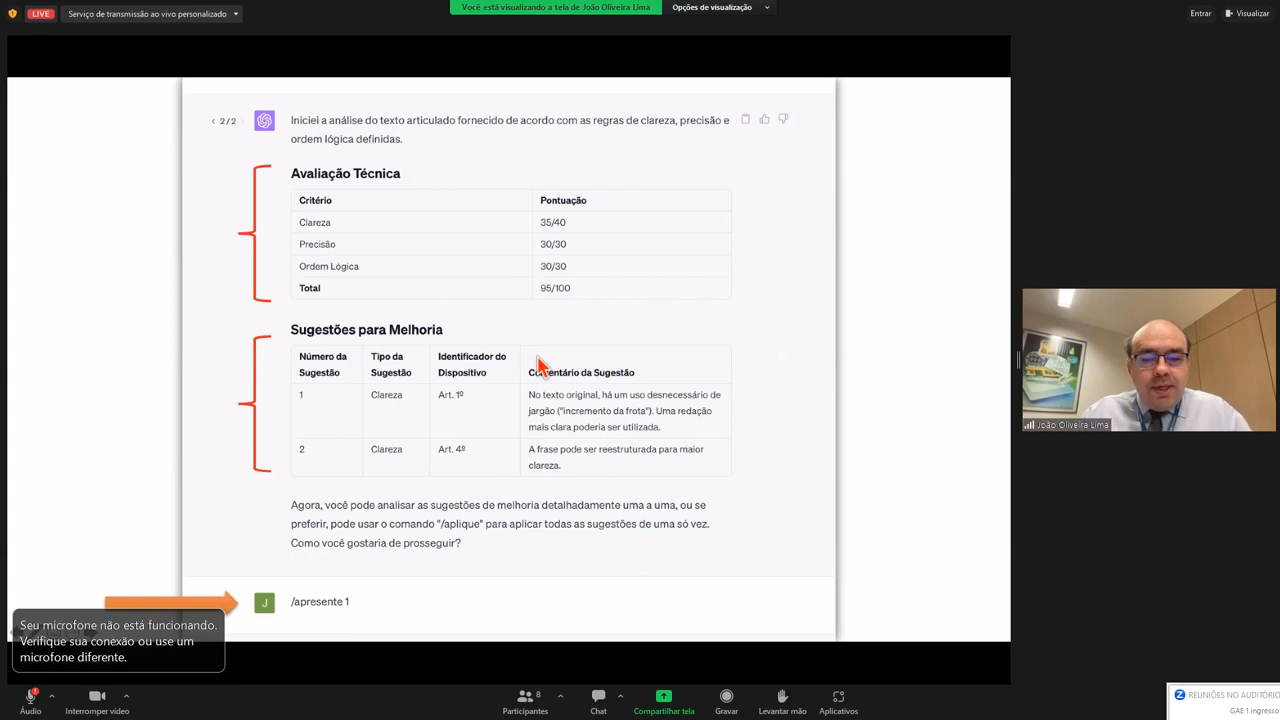 LIVE
Serviço de transmissão ao vivo personalizado
Você está visualizando a tela de João Oliveira Lima
Opções de visualização
Entrar
Visualizar
2/2
Iniciei a análise do texto articulado fornecido de acordo com as regras de clareza, precisão e
ordem lógica definidas.
Avaliação Técnica
Critério Pontuação
Clareza 35/40
Precisão 30/30
Ordem Lógica 30/30
Total 95/100
Sugestões para Melhoria
Número da Tipo da Identificador do
Sugestão Sugestão Dispositivo Comentário da Sugestão
1 Clareza Art. 1º No texto original, há um uso desnecessário de
jargão ("incremento da frota"). Uma redação
mais clara poderia ser utilizada.
2 Clareza Art. 4º A frase pode ser reestruturada para maior
clareza.
Agora, você pode analisar as sugestões de melhoria detalhadamente uma a uma, ou se
preferir, pode usar o comando "/aplique" para aplicar todas as sugestões de uma só vez.
Como você gostaria de prosseguir?
J /apresente 1
João Oliveira Lima
Seu microfone não está funcionando.
Verifique sua conexão ou use um
microfone diferente.
Áudio
Interromper vídeo
8
Participantes
Chat
Compartilhar tela
Gravar
Levantar mão
Aplicativos
REUNIÕES NO AUDITÓRIO
GAE 1 ingresso